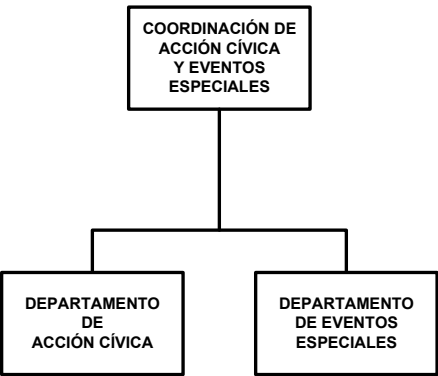 COORDINACIÓN DE
ACCIÓN CÍVICA
Y EVENTOS
ESPECIALES
DEPARTAMENTO
DE
ACCIÓN CÍVICA
DEPARTAMENTO
DE EVENTOS
ESPECIALES